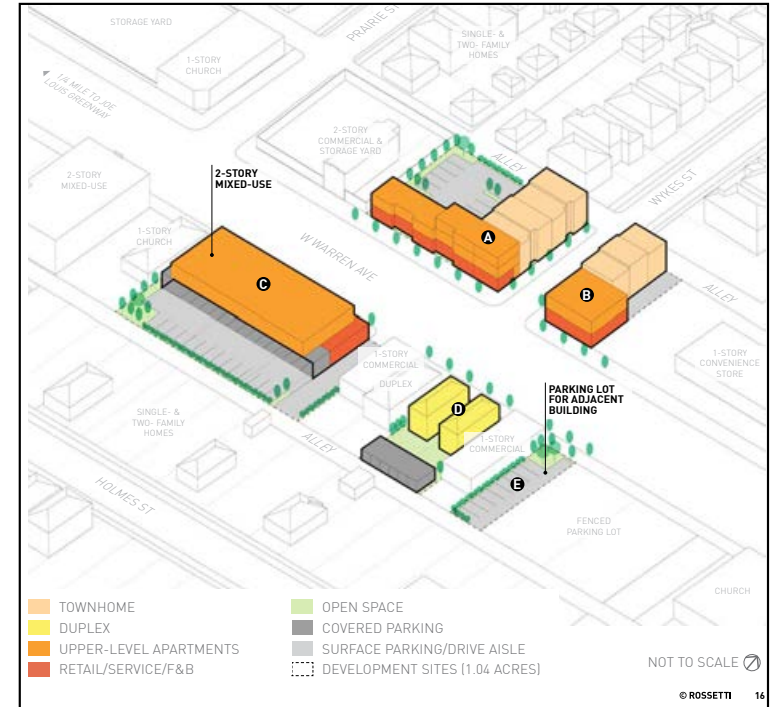 STORAGE YARD
PRAIRIE ST
SINGLE- &
TWO- FAMILY
HOMES
1-STORY
CHURCH
1/4 MILE TO JOE
LOUIS GREENWAY
2-STORY
COMMERCIAL &
STORAGE YARD
ALLEY
2-STORY
MIXED-USE
2-STORY
MIXED-USE
WYKES ST
A
1-STORY
CHURCH
W WARREN AVE
C
B
ALLEY
1-STORY
COMMERCIAL
DUPLEX
1-STORY
CONVENIENCE
STORE
PARKING LOT
FOR ADJACENT
BUILDING
D
SINGLE- &
TWO- FAMILY
HOMES
ALLEY
1-STORY
COMMERCIAL
E
HOLMES ST
FENCED
PARKING LOT
CHURCH
TOWNHOME
DUPLEX
UPPER-LEVEL APARTMENTS
RETAIL/SERVICE/F&B
OPEN SPACE
COVERED PARKING
SURFACE PARKING/DRIVE AISLE
DEVELOPMENT SITES (1.04 ACRES)
NOT TO SCALE
© ROSSETTI 16